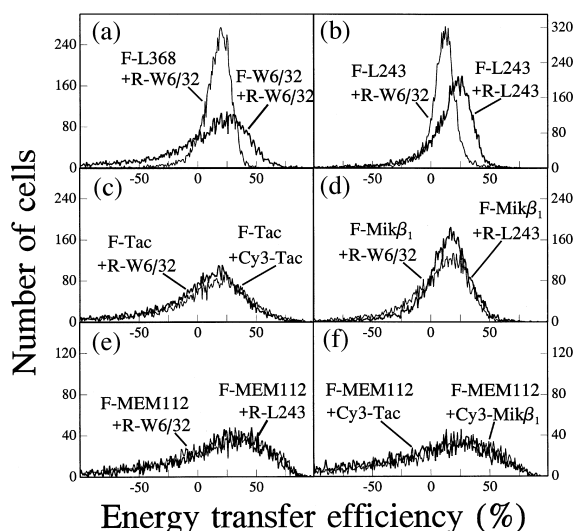 (a)
F-L368
+R-W6/32
F-W6/32
+R-W6/32
240
160
80
0
-50
0
50
(b)
F-L243
+R-W6/32
F-L243
+R-L243
320
240
160
80
0
-50
0
50
(c)
F-Tac
+R-W6/32
F-Tac
+Cy3-Tac
240
160
80
0
-50
0
50
(d)
F-Mikβ₁
+R-W6/32
F-Mikβ₁
+R-L243
240
160
80
0
-50
0
50
(e)
F-MEM112
+R-W6/32
F-MEM112
+R-L243
120
80
40
0
-50
0
50
(f)
F-MEM112
+Cy3-Tac
F-MEM112
+Cy3-Mikβ₁
120
80
40
0
-50
0
50
Number of cells
Energy transfer efficiency (%)